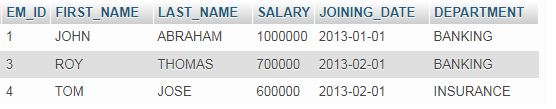 EM_ID FIRST_NAME LAST_NAME SALARY JOINING_DATE DEPARTMENT
1 JOHN ABRAHAM 1000000 2013-01-01 BANKING
3 ROY THOMAS 700000 2013-02-01 BANKING
4 TOM JOSE 600000 2013-02-01 INSURANCE